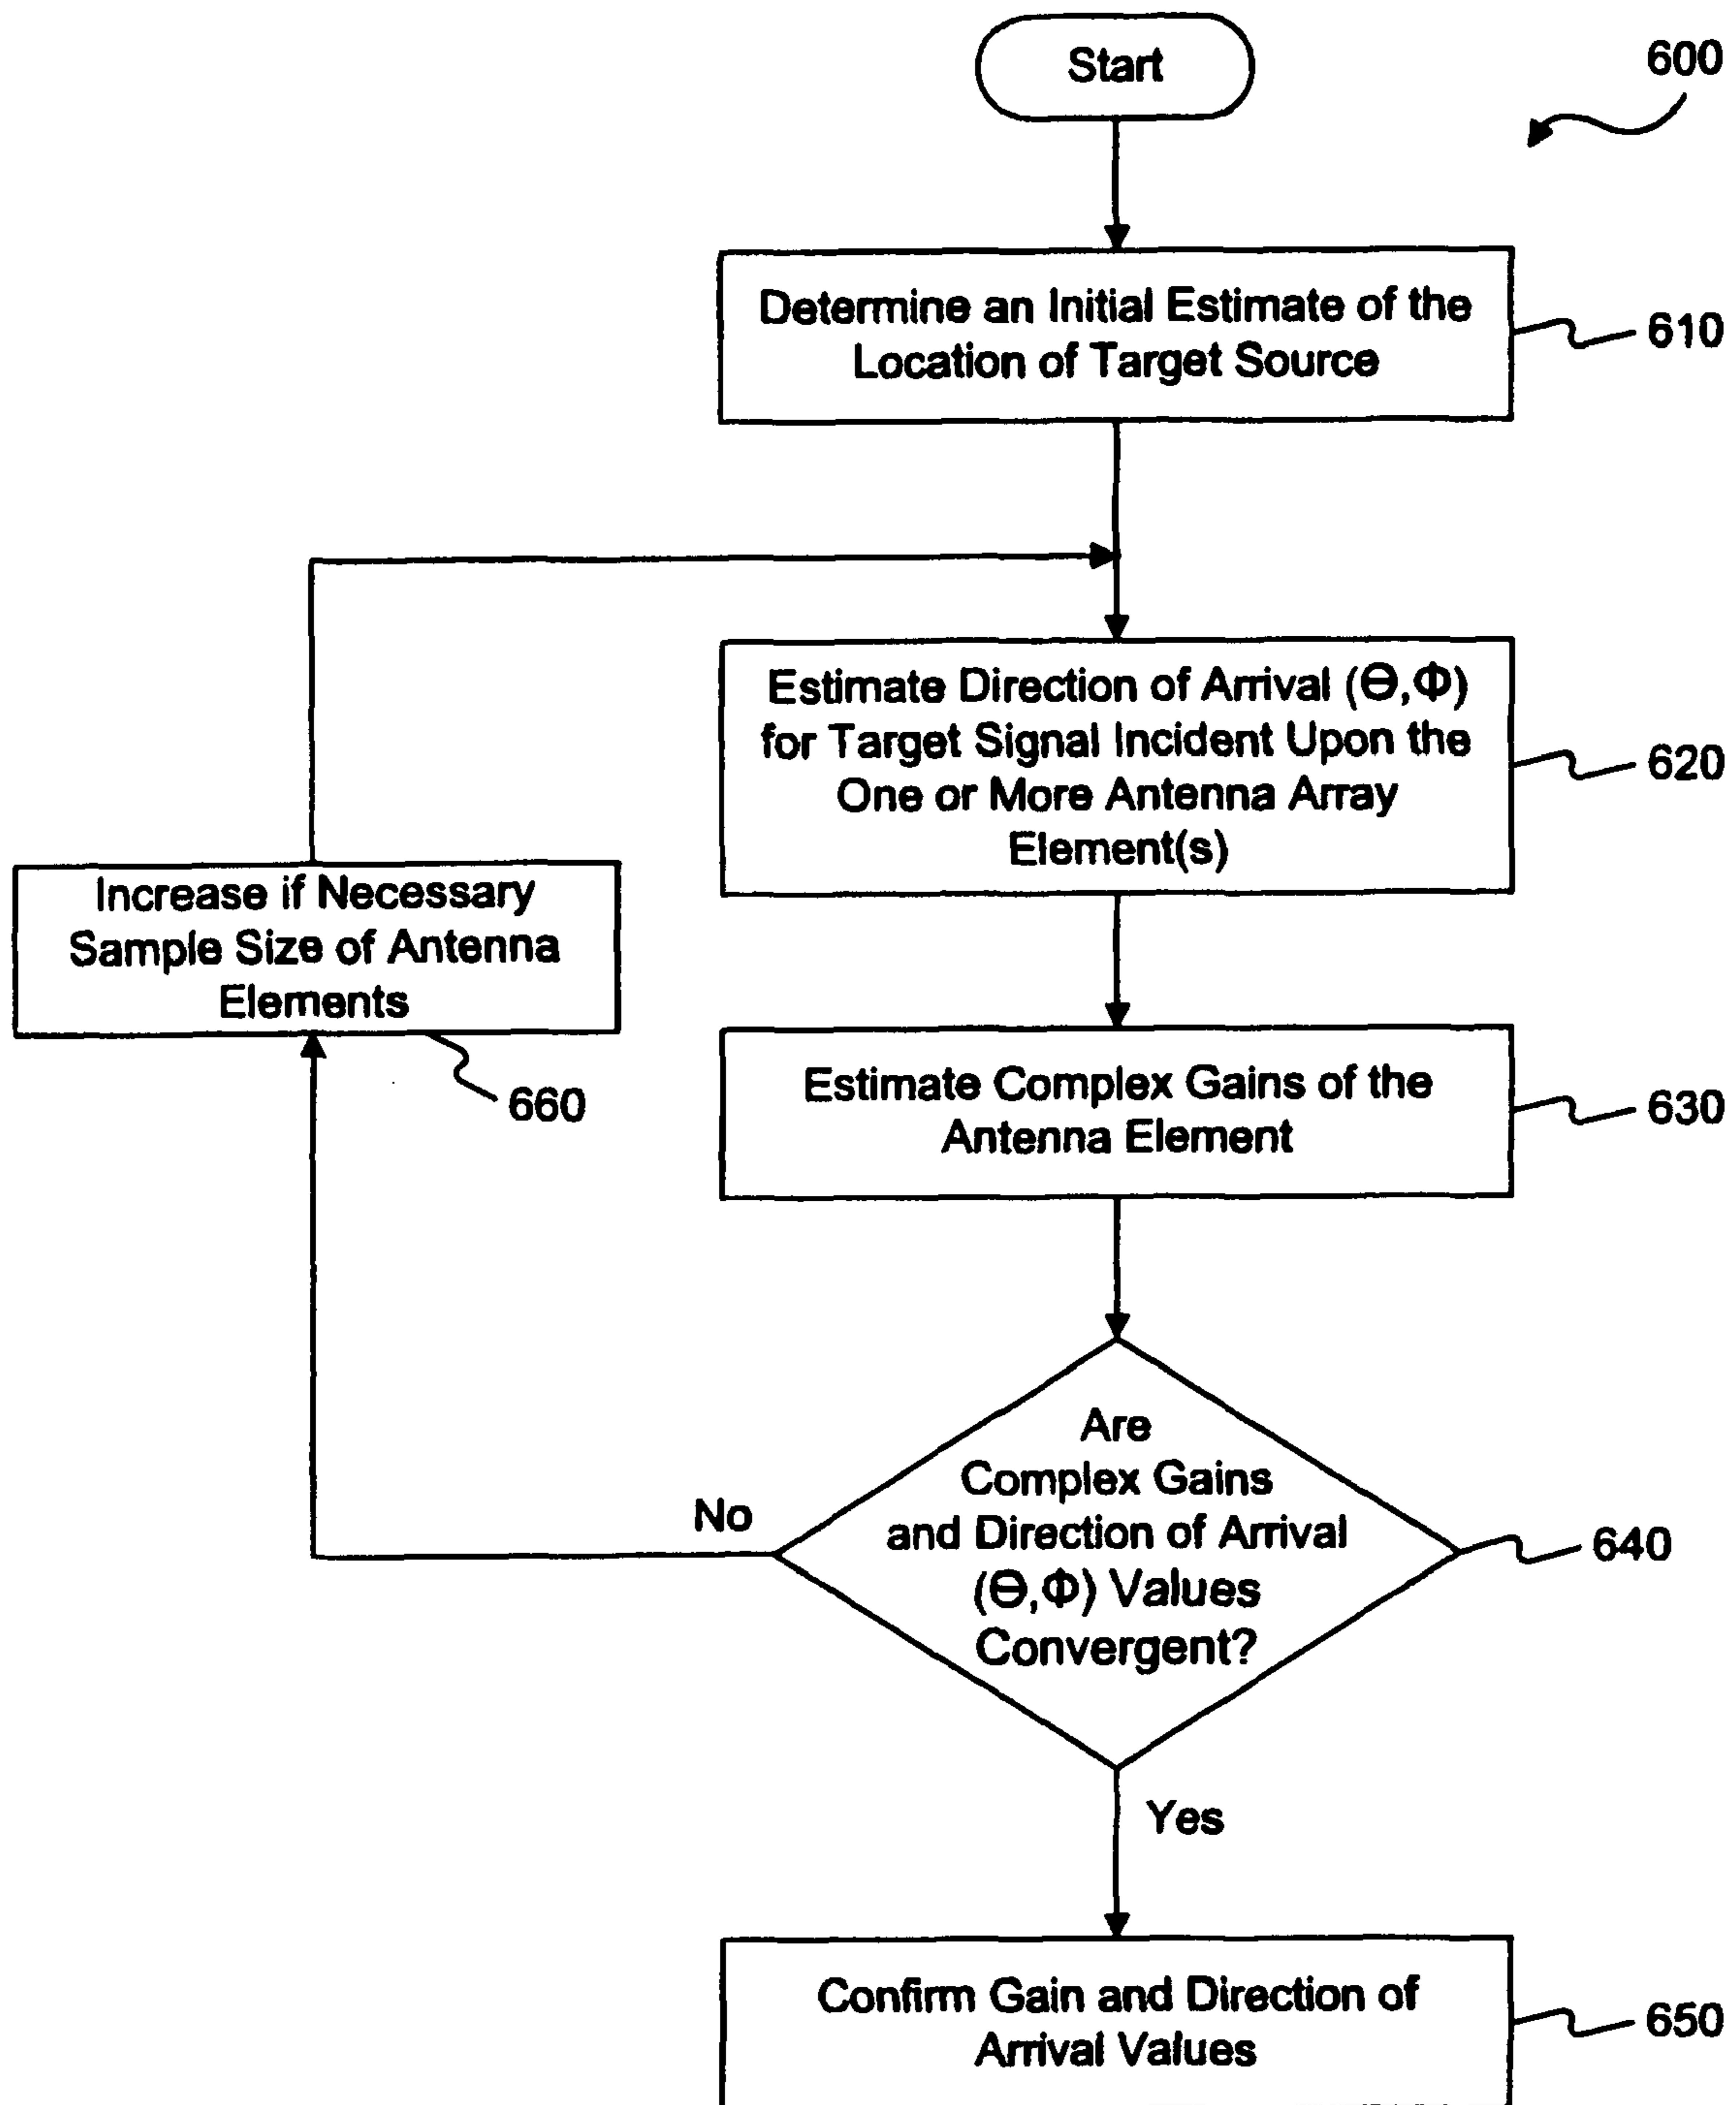 Start
600
Determine an Initial Estimate of the
Location of Target Source
610
Estimate Direction of Arrival (Θ,Φ)
for Target Signal Incident Upon the
One or More Antenna Array
Element(s)
620
Increase if Necessary
Sample Size of Antenna
Elements
660
Estimate Complex Gains of the
Antenna Element
630
Are
Complex Gains
and Direction of Arrival
(Θ,Φ) Values
Convergent?
640
No
Yes
Confirm Gain and Direction of
Arrival Values
650